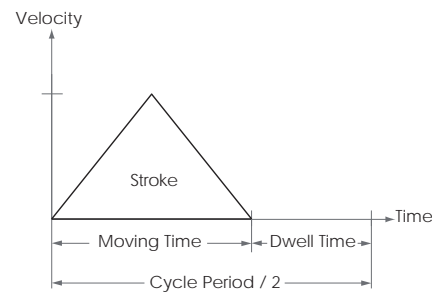 Velocity
Stroke
Time
Moving Time
Dwell Time
Cycle Period / 2